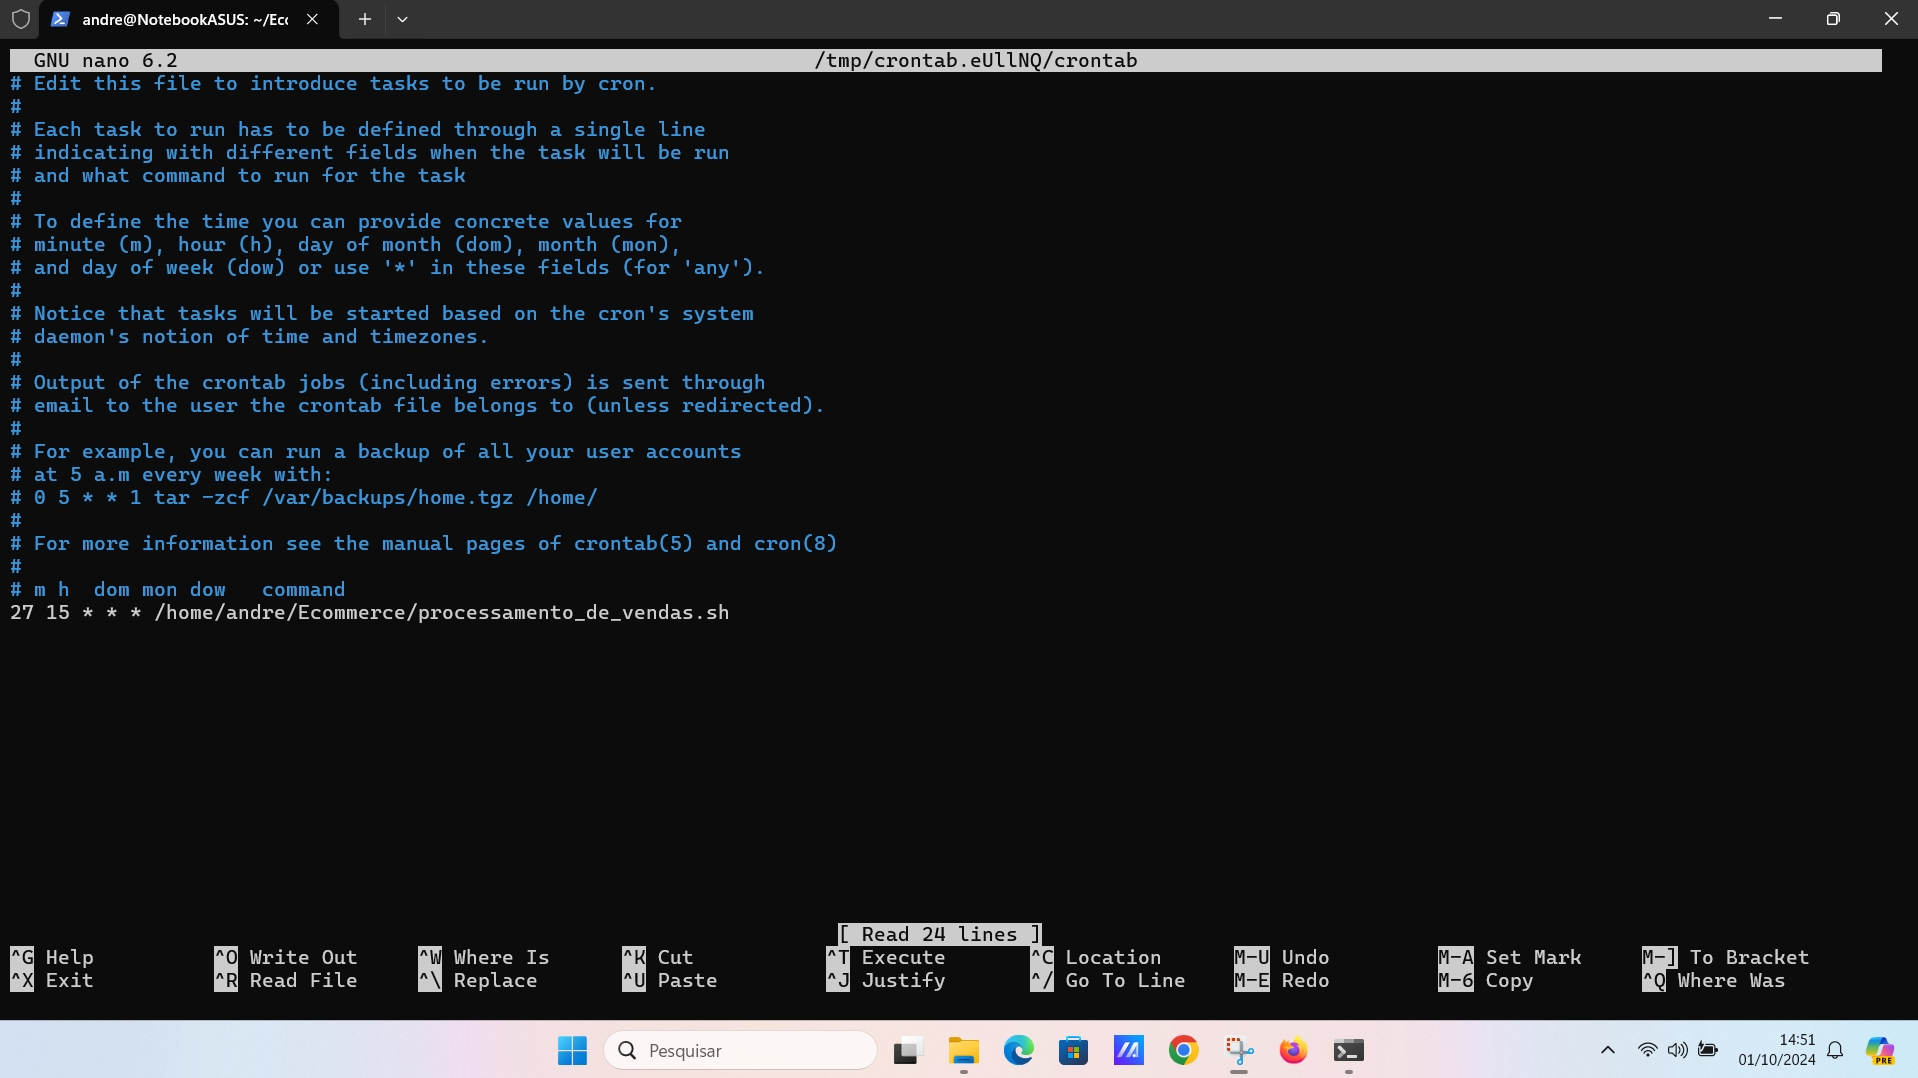 andre@NotebookASUS: ~/Ecc
GNU nano 6.2 /tmp/crontab.eUllNQ/crontab
# Edit this file to introduce tasks to be run by cron.
#
# Each task to run has to be defined through a single line
# indicating with different fields when the task will be run
# and what command to run for the task
#
# To define the time you can provide concrete values for
# minute (m), hour (h), day of month (dom), month (mon),
# and day of week (dow) or use '*' in these fields (for 'any').
#
# Notice that tasks will be started based on the cron's system
# daemon's notion of time and timezones.
#
# Output of the crontab jobs (including errors) is sent through
# email to the user the crontab file belongs to (unless redirected).
#
# For example, you can run a backup of all your user accounts
# at 5 a.m every week with:
# 0 5 * * 1 tar -zcf /var/backups/home.tgz /home/
#
# For more information see the manual pages of crontab(5) and cron(8)
#
# m h  dom mon dow   command
27 15 * * * /home/andre/Ecommerce/processamento_de_vendas.sh
[ Read 24 lines ]
^G Help ^O Write Out ^W Where Is ^K Cut ^T Execute ^C Location M-U Undo M-A Set Mark M-] To Bracket
^X Exit ^R Read File ^\ Replace ^U Paste ^J Justify ^/ Go To Line M-E Redo M-6 Copy ^Q Where Was
Pesquisar
14:51
01/10/2024
PRE